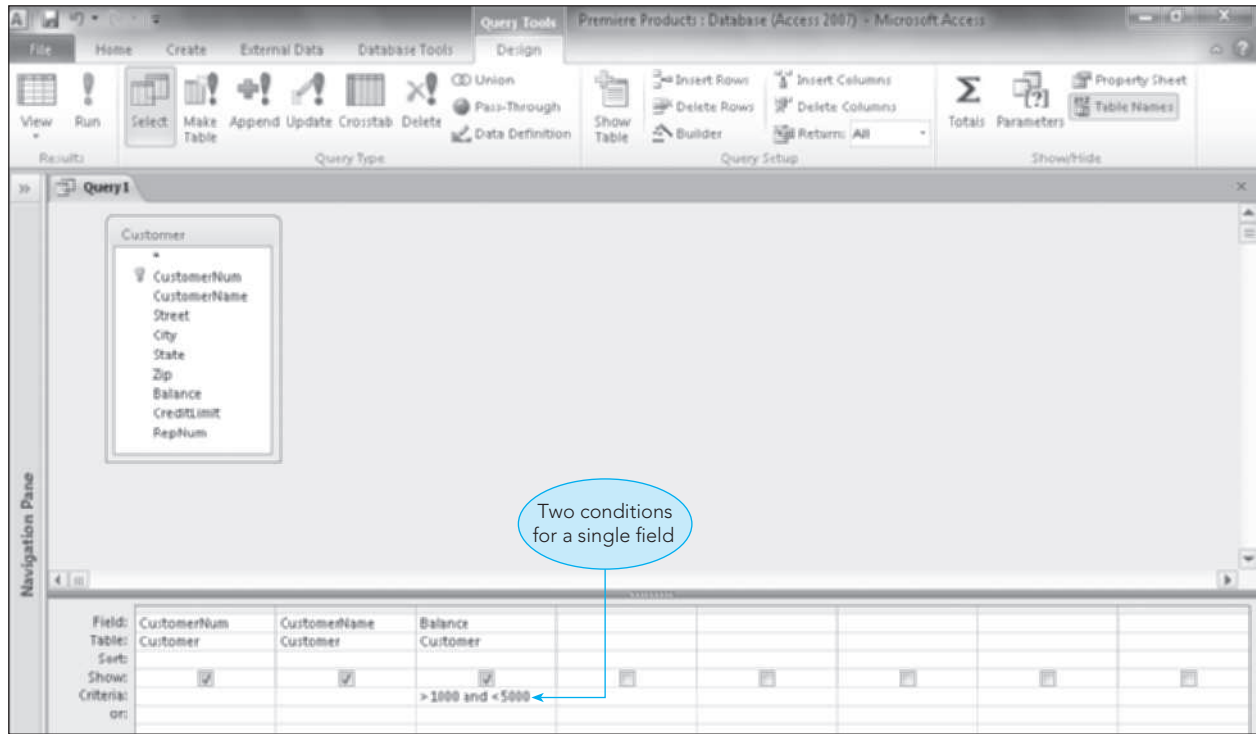 Query Tools Premiere Products : Database (Access 2007) - Microsoft Access
File Home Create External Data Database Tools Design
View
Run
Select
Make Table
Append
Update
Crosstab
Delete
Union
Pass-Through
Data Definition
Show Table
Insert Rows
Delete Rows
Builder
Insert Columns
Delete Columns
Return: All
Totals
Parameters
Property Sheet
Table Names
Results Query Type Query Setup Show/Hide
Query1
Customer
*
CustomerNum
CustomerName
Street
City
State
Zip
Balance
CreditLimit
RepNum
Navigation Pane
Two conditions
for a single field
Field: CustomerNum CustomerName Balance
Table: Customer Customer Customer
Sort:
Show:
Criteria: >1000 and <5000
or: